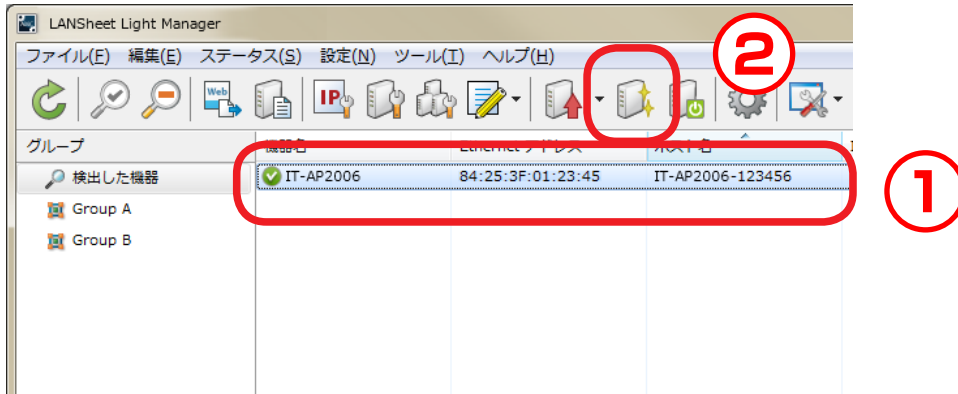 LANSheet Light Manager
②
ファイル(F) 編集(E) ステータス(S) 設定(N) ツール(T) ヘルプ(H)
Web IP
グループ 機器名 Ethernet アドレス ホスト名
検出した機器 IT-AP2006 84:25:3F:01:23:45 IT-AP2006-123456
①
Group A
Group B